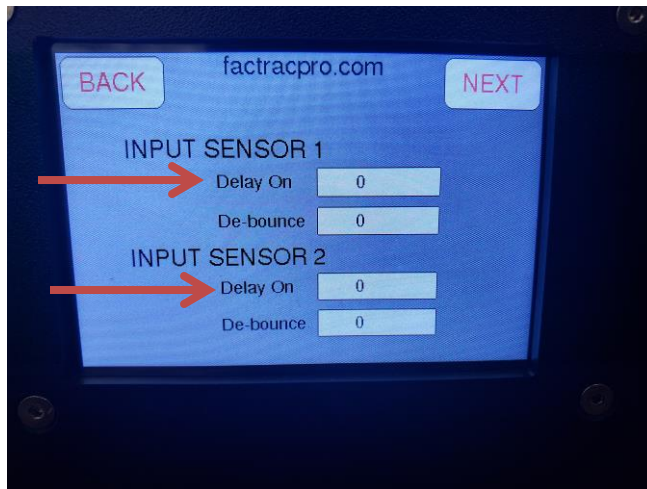 factracpro.com
BACK
NEXT
INPUT SENSOR 1
Delay On 0
De-bounce 0
INPUT SENSOR 2
Delay On 0
De-bounce 0